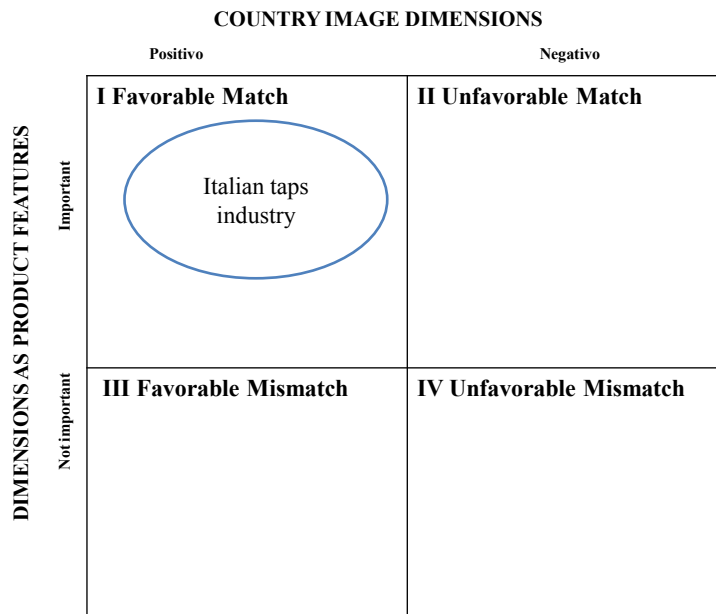 COUNTRY IMAGE DIMENSIONS
Positivo
Negativo
I Favorable Match
II Unfavorable Match
DIMENSIONS AS PRODUCT FEATURES
Important
Italian taps
industry
III Favorable Mismatch
IV Unfavorable Mismatch
Not important